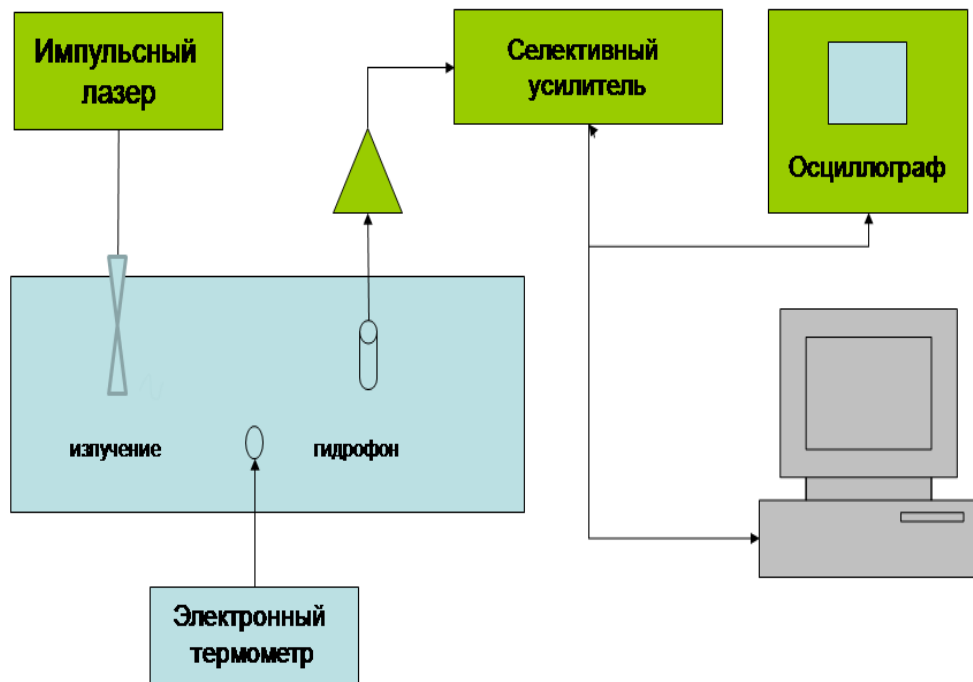 Импульсный
лазер
Селективный
усилитель
Осциллограф
излучение
гидрофон
Электронный
термометр